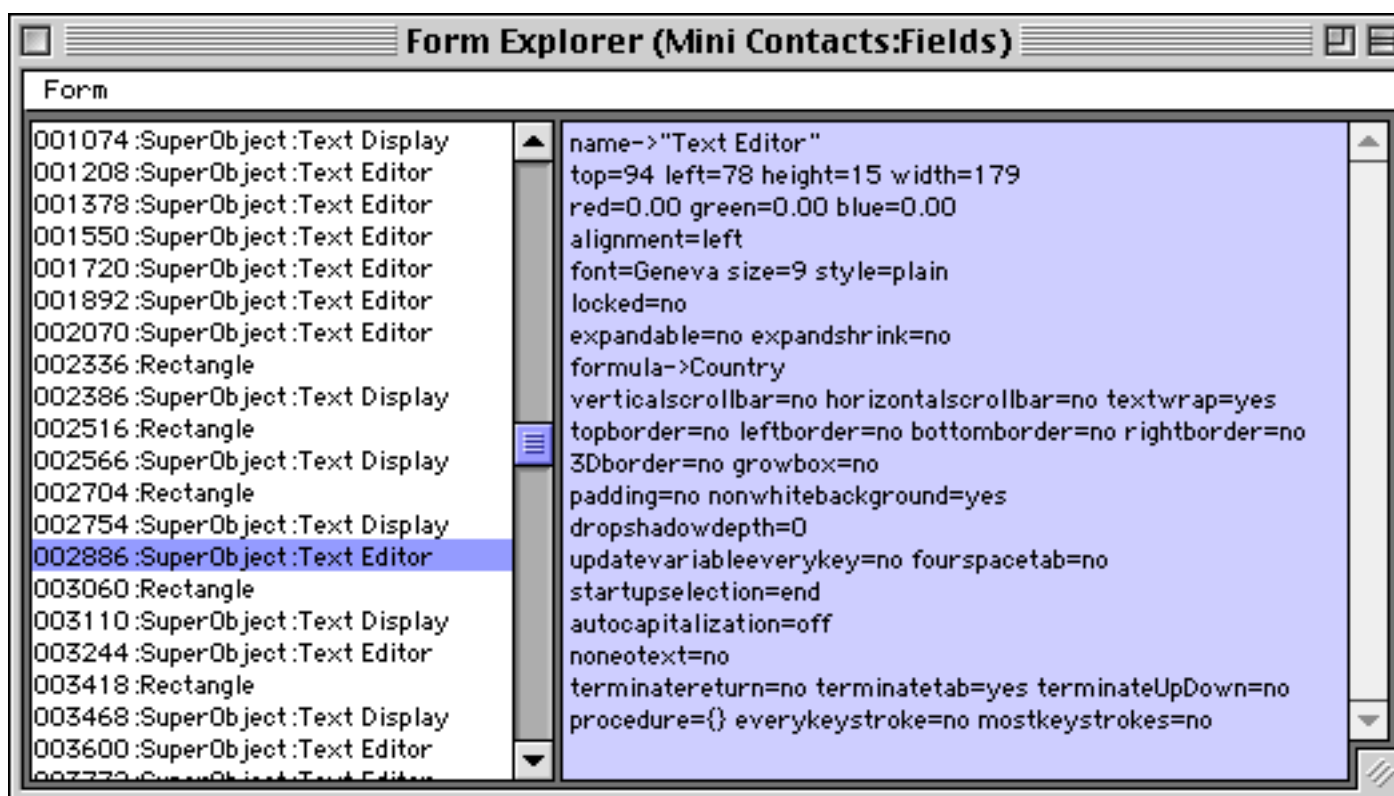 Form Explorer (Mini Contacts:Fields)
Form
001074:SuperObject:Text Display
001208:SuperObject:Text Editor
001378:SuperObject:Text Editor
001550:SuperObject:Text Editor
001720:SuperObject:Text Editor
001892:SuperObject:Text Editor
002070:SuperObject:Text Editor
002336:Rectangle
002386:SuperObject:Text Display
002516:Rectangle
002566:SuperObject:Text Display
002704:Rectangle
002754:SuperObject:Text Display
002886:SuperObject:Text Editor
003060:Rectangle
003110:SuperObject:Text Display
003244:SuperObject:Text Editor
003418:Rectangle
003468:SuperObject:Text Display
003600:SuperObject:Text Editor
003772:SuperObject:Text Editor
name->"Text Editor"
top=94 left=78 height=15 width=179
red=0.00 green=0.00 blue=0.00
alignment=left
font=Geneva size=9 style=plain
locked=no
expandable=no expandshrink=no
formula->Country
verticalscrollbar=no horizontalscrollbar=no textwrap=yes
topborder=no leftborder=no bottomborder=no rightborder=no
3Dborder=no growbox=no
padding=no nonwhitebackground=yes
dropshadowdepth=0
updatevariableeverykey=no fourspacetab=no
startupselection=end
autocapitalization=off
noneotext=no
terminatereturn=no terminatetab=yes terminateUpDown=no
procedure={} everykeystroke=no mostkeystrokes=no